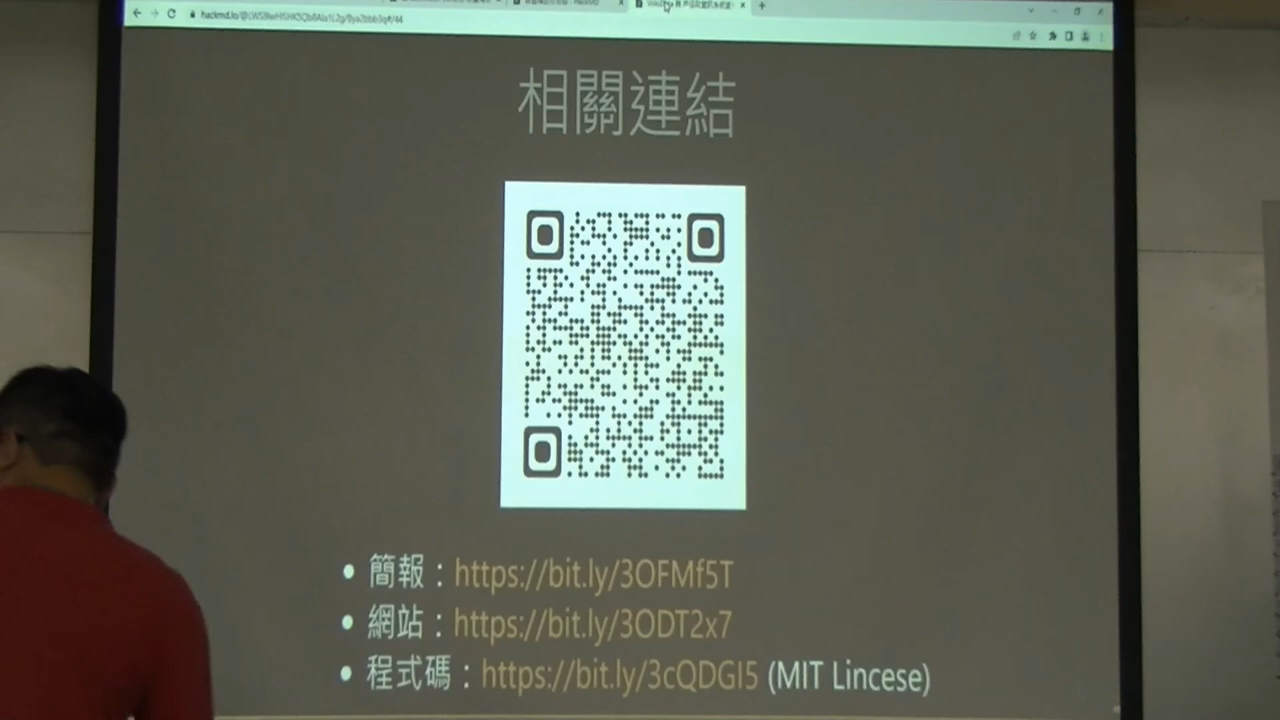 相關連結
簡報：https://bit.ly/3OFMf5T
網站：https://bit.ly/3ODT2x7
程式碼：https://bit.ly/3cQDGI5 (MIT Lincese)